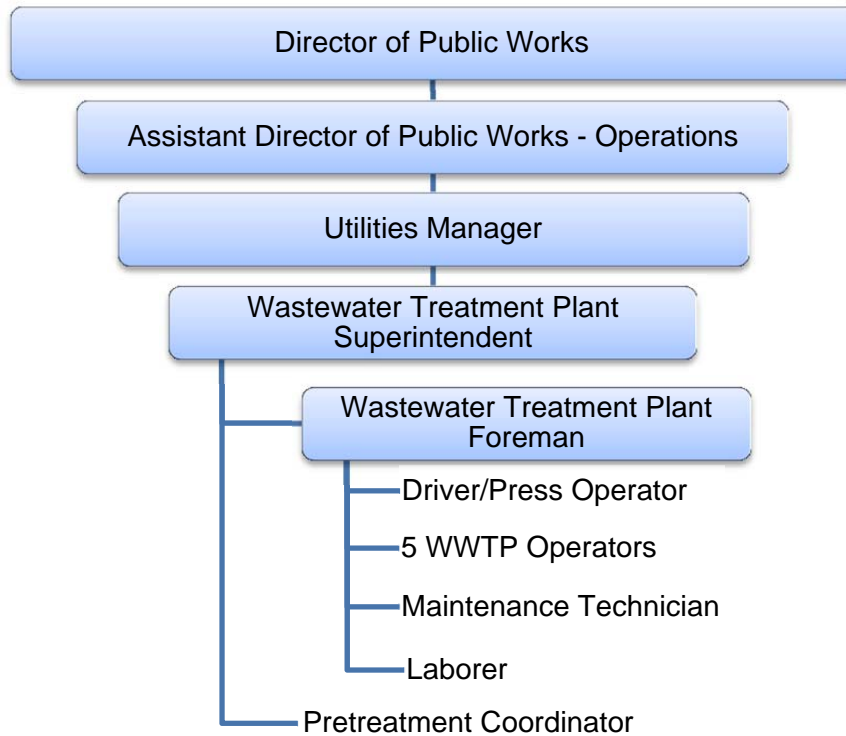 Director of Public Works
Assistant Director of Public Works - Operations
Utilities Manager
Wastewater Treatment Plant
Superintendent
Wastewater Treatment Plant
Foreman
Driver/Press Operator
5 WWTP Operators
Maintenance Technician
Laborer
Pretreatment Coordinator